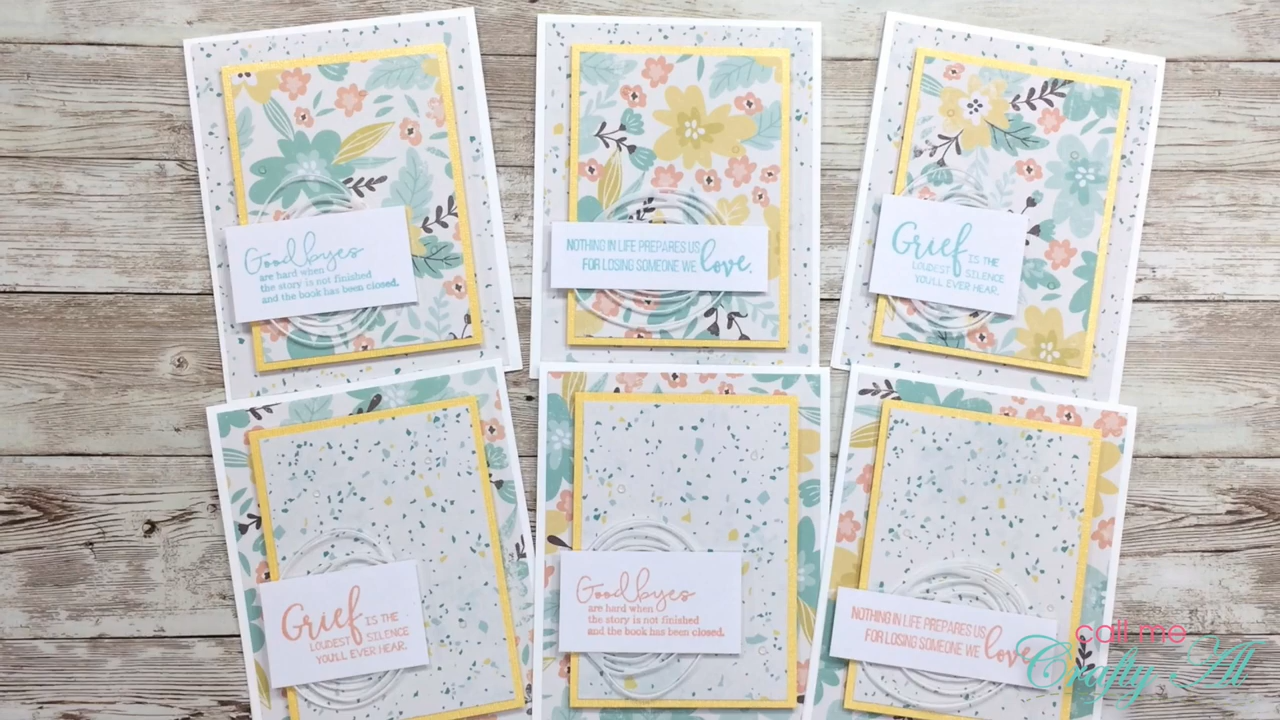 Goodbyes
are hard when
the story is not finished
and the book has been closed.
NOTHING IN LIFE PREPARES US
FOR LOSING SOMEONE WE love.
Grief IS THE
LOUDEST SILENCE
YOU'LL EVER HEAR.
Grief IS THE
LOUDEST SILENCE
YOU'LL EVER HEAR.
Goodbyes
are hard when
the story is not finished
and the book has been closed.
NOTHING IN LIFE PREPARES US
FOR LOSING SOMEONE WE love.
call me
Crafty Al